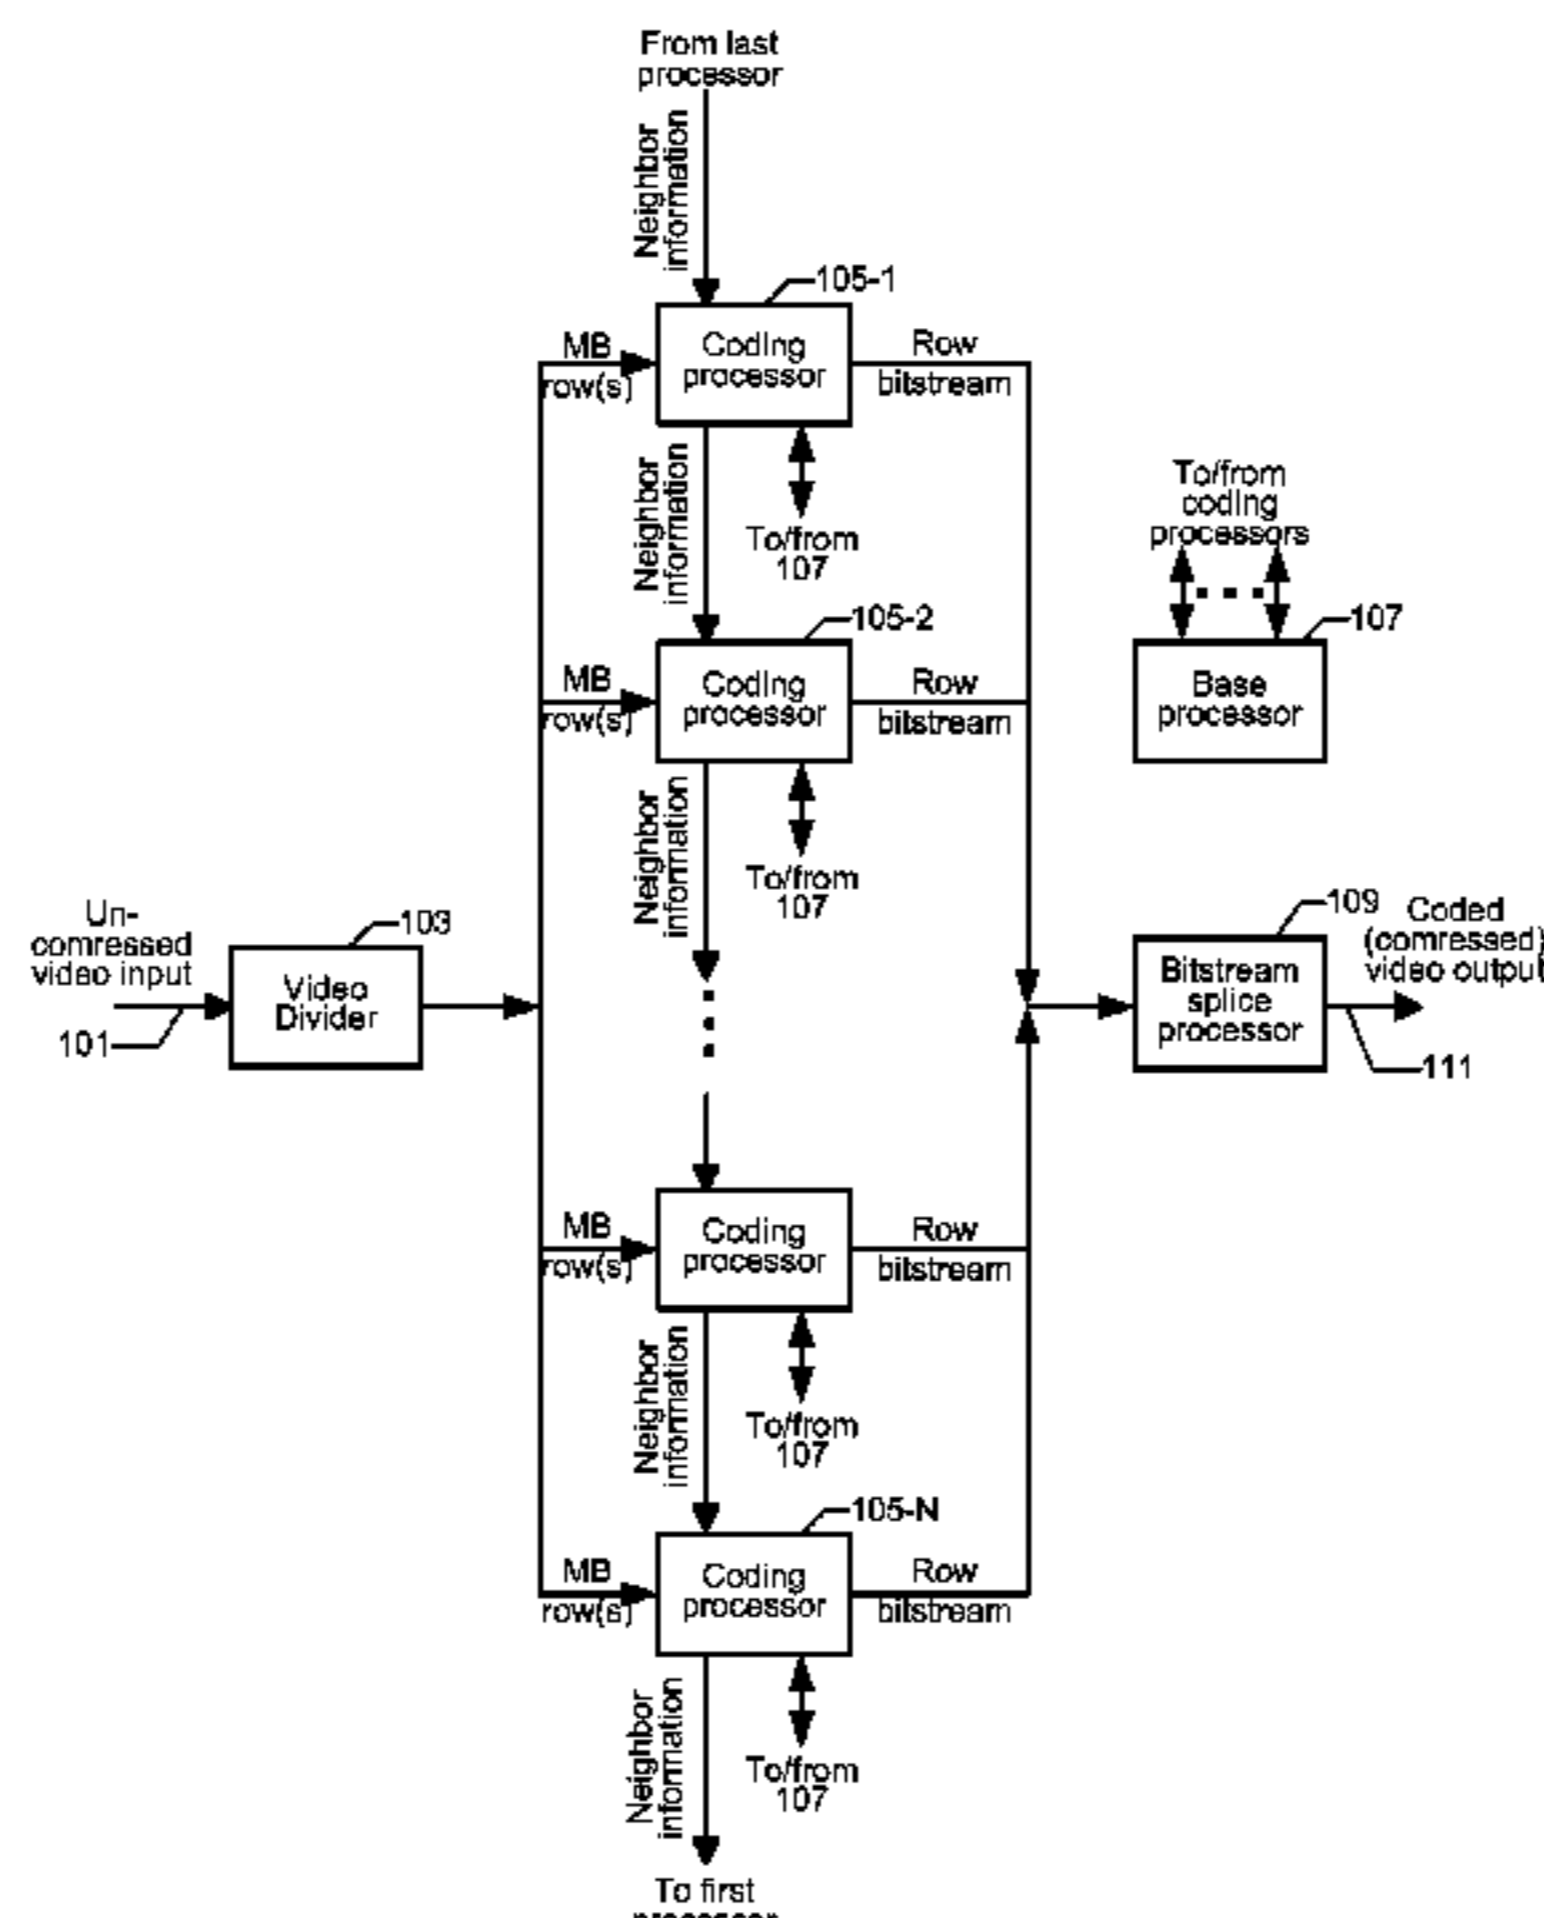 From last
processor
Neighbor
information
105-1
MB
row(s)
Coding
processor
Row
bitstream
Neighbor
information
To/from
107
To/from
coding
processors
105-2
107
MB
row(s)
Coding
processor
Row
bitstream
Base
processor
Neighbor
information
To/from
107
Un-
comressed
video input
101
103
Video
Divider
109
Bitstream
splice
processor
Coded
(comressed)
video output
111
MB
row(s)
Coding
processor
Row
bitstream
Neighbor
information
To/from
107
105-N
MB
row(s)
Coding
processor
Row
bitstream
Neighbor
information
To/from
107
To first